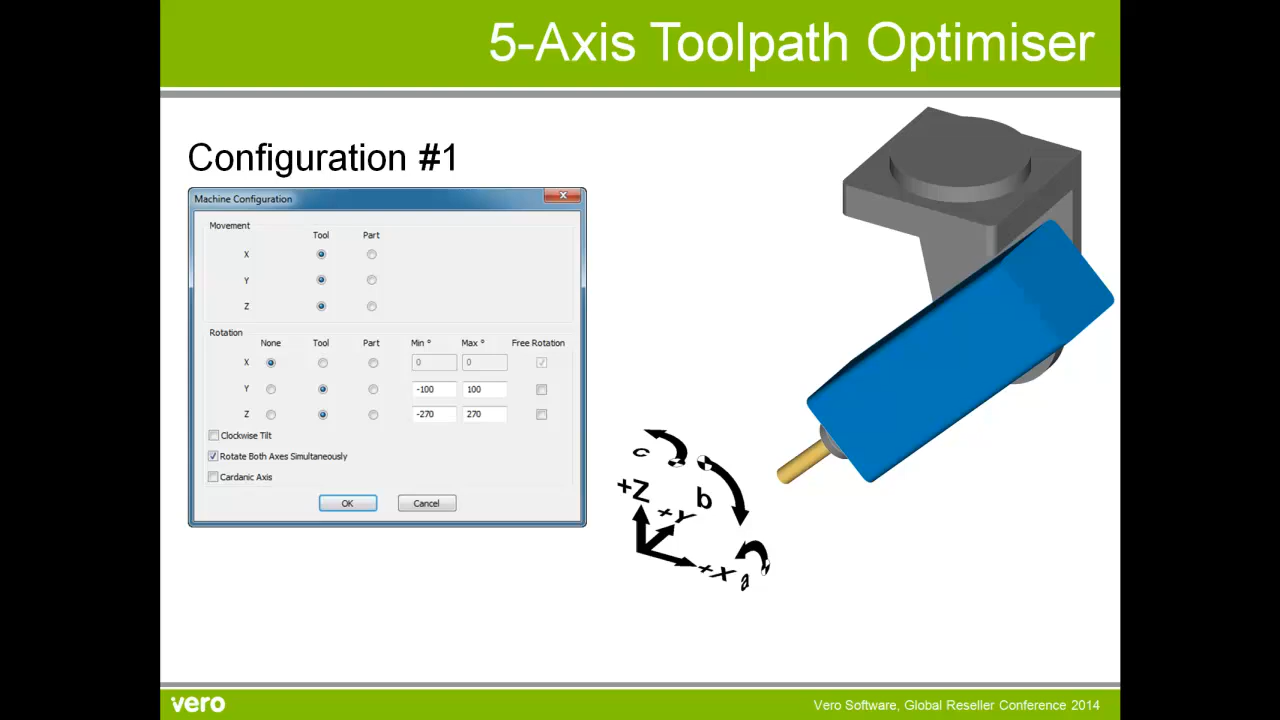 5-Axis Toolpath Optimiser
Configuration #1
Machine Configuration
Movement
Tool Part
X
Y
Z
Rotation
None Tool Part Min ° Max ° Free Rotation
X 0 0
Y -100 100
Z -270 270
Clockwise Tilt
Rotate Both Axes Simultaneously
Cardanic Axis
OK Cancel
c
+Z
b
+Y
+X
a
vero
Vero Software, Global Reseller Conference 2014